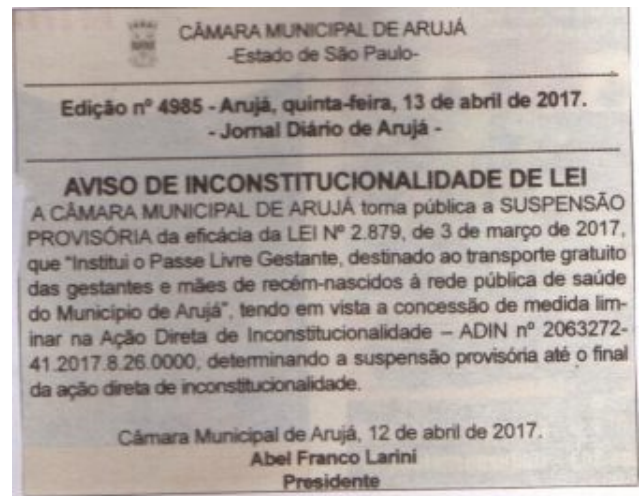 CÂMARA MUNICIPAL DE ARUJÁ
-Estado de São Paulo-
Edição nº 4985 - Arujá, quinta-feira, 13 de abril de 2017.
- Jornal Diário de Arujá -
AVISO DE INCONSTITUCIONALIDADE DE LEI
A CÂMARA MUNICIPAL DE ARUJÁ torna pública a SUSPENSÃO
PROVISÓRIA da eficácia da LEI Nº 2.879, de 3 de março de 2017,
que “Institui o Passe Livre Gestante, destinado ao transporte gratuito
das gestantes e mães de recém-nascidos à rede pública de saúde
do Município de Arujá”, tendo em vista a concessão de medida lim-
inar na Ação Direta de Inconstitucionalidade – ADIN nº 2063272-
41.2017.8.26.0000, determinando a suspensão provisória até o final
da ação direta de inconstitucionalidade.
Câmara Municipal de Arujá, 12 de abril de 2017.
Abel Franco Larini
Presidente